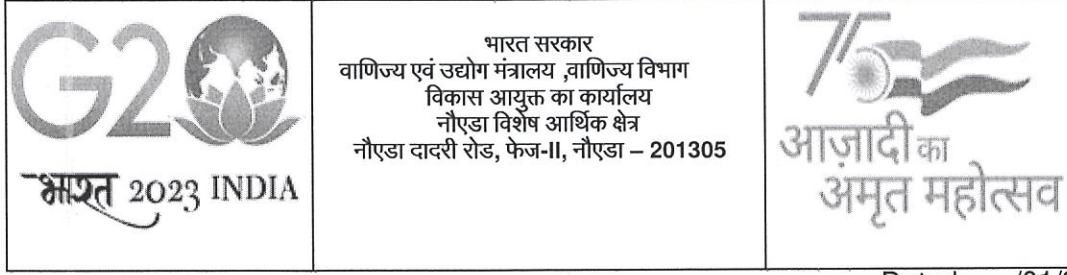 G20
भारत 2023 INDIA
भारत सरकार
वाणिज्य एवं उद्योग मंत्रालय ,वाणिज्य विभाग
विकास आयुक्त का कार्यालय
नौएडा विशेष आर्थिक क्षेत्र
नौएडा दादरी रोड, फेज-II, नौएडा – 201305
75
आज़ादी का
अमृत महोत्सव